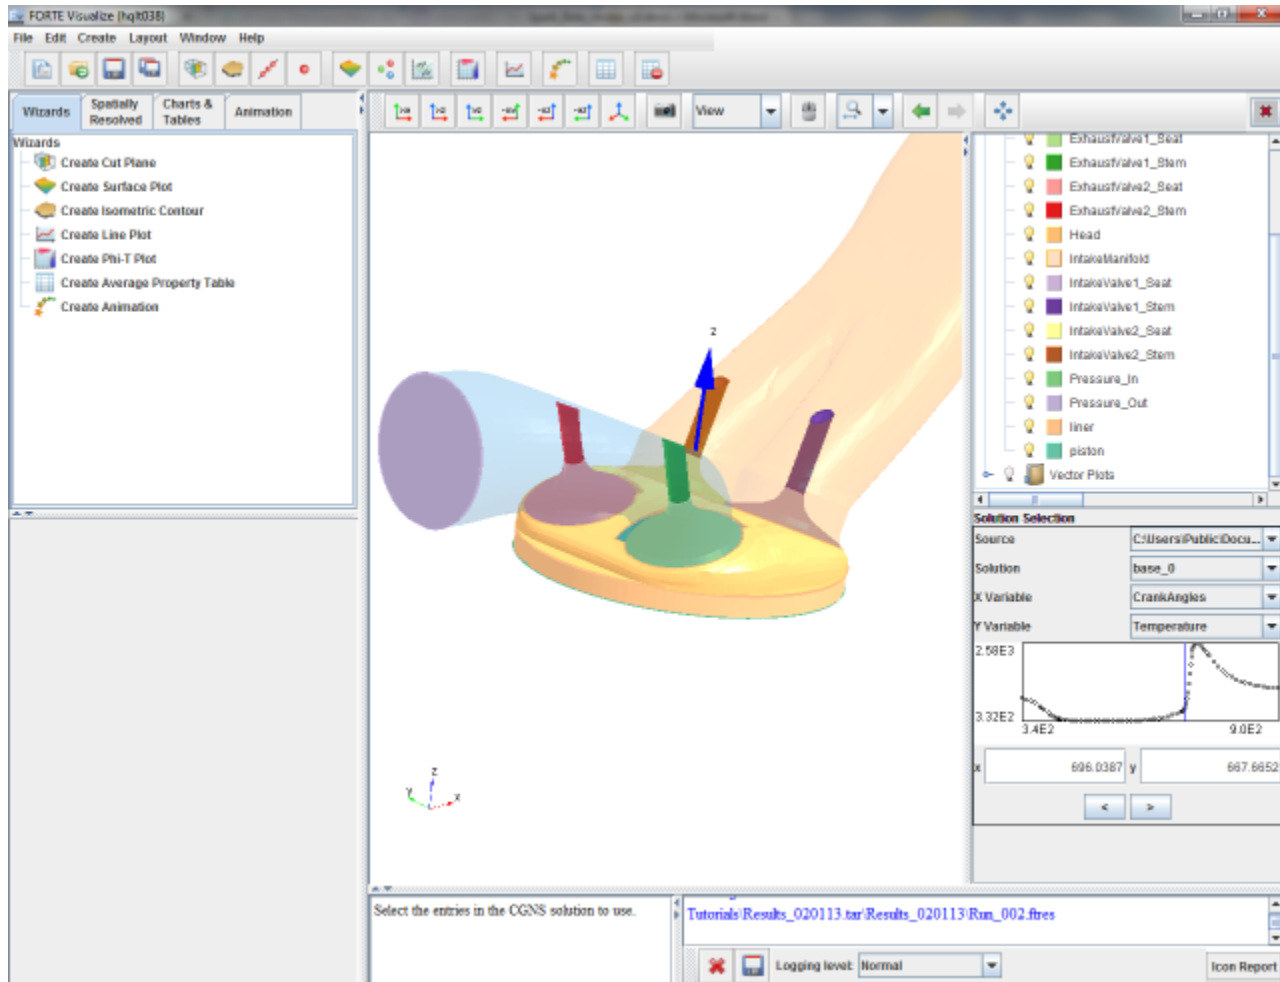 FORTE Visualize (hqlt038)
File Edit Create Layout Window Help
Wizards
Spatially Resolved
Charts & Tables
Animation
View
Wizards
Create Cut Plane
Create Surface Plot
Create Isometric Contour
Create Line Plot
Create Phi-T Plot
Create Average Property Table
Create Animation
z
z
Y
x
ExhaustValve1_Seat
ExhaustValve1_Stem
ExhaustValve2_Seat
ExhaustValve2_Stem
Head
IntakeManifold
IntakeValve1_Seat
IntakeValve1_Stem
IntakeValve2_Seat
IntakeValve2_Stem
Pressure_In
Pressure_Out
liner
piston
Vector Plots
Solution Selection
Source C:\Users\Public\Docu...
Solution base_0
X Variable CrankAngles
Y Variable Temperature
2.58E3
3.32E2
3.4E2 9.0E2
x 696.0387 y 667.6652
< >
Select the entries in the CGNS solution to use.
Tutorials\Results_020113.tar\Results_020113\Run_002.ftres
Logging level: Normal
Icon Report